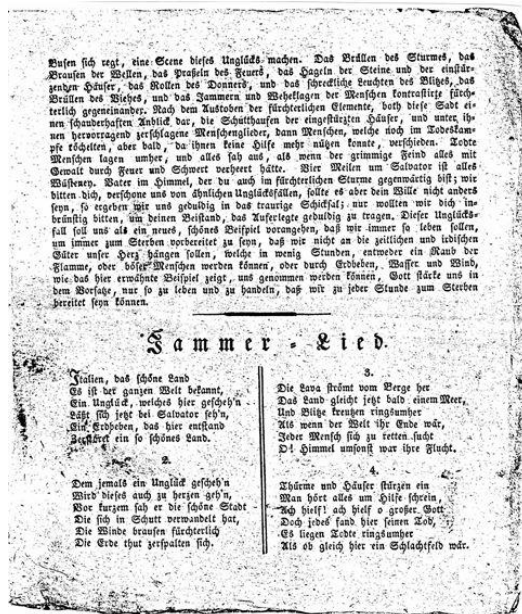 Busen sich regt, eine Scene dieses Unglücks machen. Das Brüllen des Sturmes, das
Brausen der Wellen, das Praßeln des Feuers, das Hageln der Steine und der einstür-
zenden Häuser, das Rollen des Donners, und das schreckliche Leuchten des Blitzes, das
Brüllen des Viehes, und das Jammern und Weheklagen der Menschen kontrastirte fürch-
terlich gegeneinander. Nach dem Austoben der fürchterlichen Elemente, both diese Sadt ei-
nen schauderhaften Anblick dar, die Schutthaufen der eingestürzten Häuser, und unter ih-
nen hervorragend zerschlagene Menschenglieder, dann Menschen, welche noch im Todeskam-
pfe röchelten, aber bald, da ihnen keine Hilfe mehr nützen konnte, verschieden. Todte
Menschen lagen umher, und alles sah aus, als wenn der grimmige Feind alles mit
Gewalt durch Feuer und Schwert verheert hätte. Vier Meilen um Salvator ist alles
Wüsteney. Vater im Himmel, der du auch im fürchterlichen Sturme gegenwärtig bist; wir
bitten dich, verschone uns von ähnlichen Unglücksfällen, sollte es aber dein Wille nicht anders
seyn, so ergeben wir uns geduldig in das traurige Schicksal; nur wollten wir dich in-
brünstig bitten, um deinen Beistand, das Auferlegte geduldig zu tragen. Dieser Unglücks-
fall soll uns als ein neues, schönes Beispiel vorangehen, daß wir immer so leben sollen,
um immer zum Sterben vorbereitet zu seyn, daß wir nicht an die zeitlichen und irdischen
Güter unser Herz hängen sollen, welche in wenig Stunden, entweder ein Raub der
Flamme, oder böser Menschen werden können, oder durch Erdbeben, Wasser und Wind,
wie das hier erwähnte Beispiel zeigt, uns genommen werden können, Gott stärke uns in
dem Vorsatze, nur so zu leben und zu handeln, daß wir zu jeder Stunde zum Sterben
bereitet seyn können.
Jammer-Lied.
Italien, das schöne Land
Es ist der ganzen Welt bekannt,
Ein Unglück, welches hier gescheh'n
Läßt sich jetzt bei Salvator seh'n,
Ein Erdbeben, das hier entstand
Zerstöret ein so schönes Land.
2.
Dem jemals ein Unglück gescheh'n
Wird dieses auch zu herzen geh'n,
Vor kurzem sah er die schöne Stadt
Die sich in Schutt verwandelt hat,
Die Winde brausen fürchterlich
Die Erde thut zerspalten sich.
3.
Die Lava strömt vom Berge her
Das Land gleicht jetzt bald einem Meer,
Und Blitze kreutzen ringsumher
Als wenn der Welt ihr Ende wär,
Jeder Mensch sich zu retten sucht
O! Himmel umsonst war ihre Flucht.
4.
Thürme und Häuser stürzen ein
Man hört alles um Hilfe schrein,
Ach hielf! ach hielf o großer Gott
Doch jedes fand hier seinen Tod,
Es liegen Todte ringsumher
Als ob gleich hier ein Schlachtfeld wär.